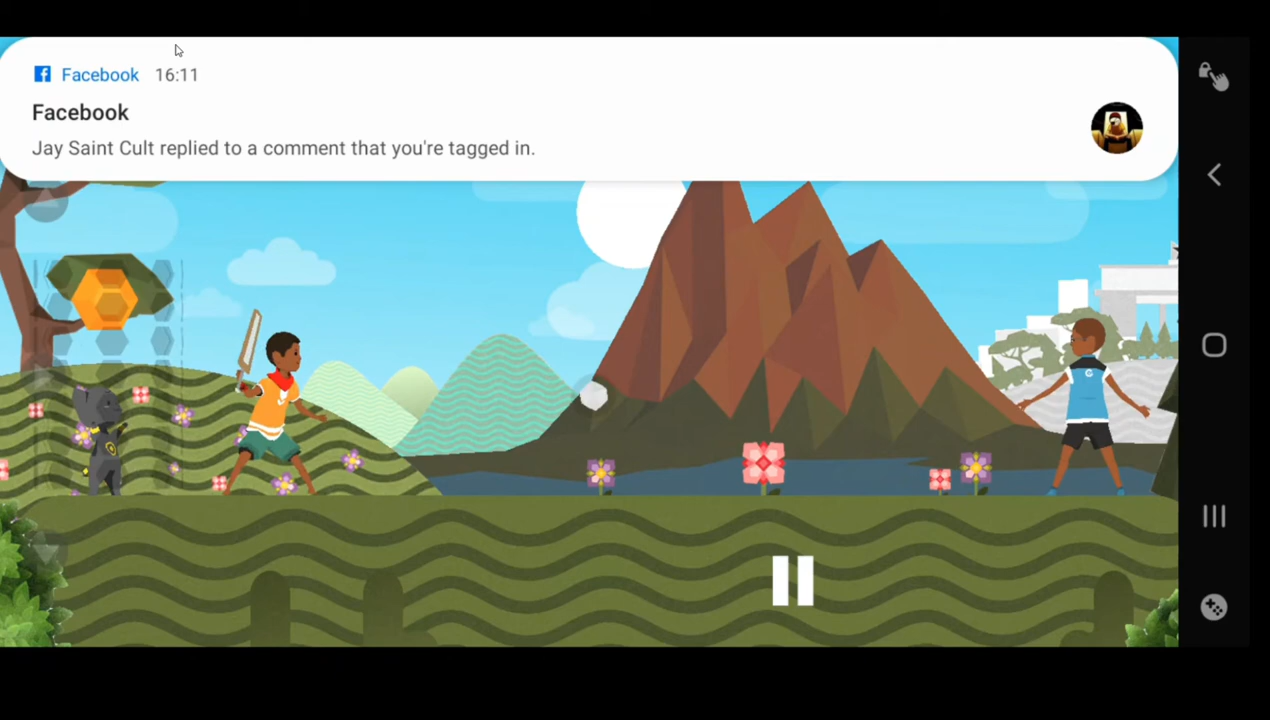 Facebook 16:11
Facebook
Jay Saint Cult replied to a comment that you're tagged in.